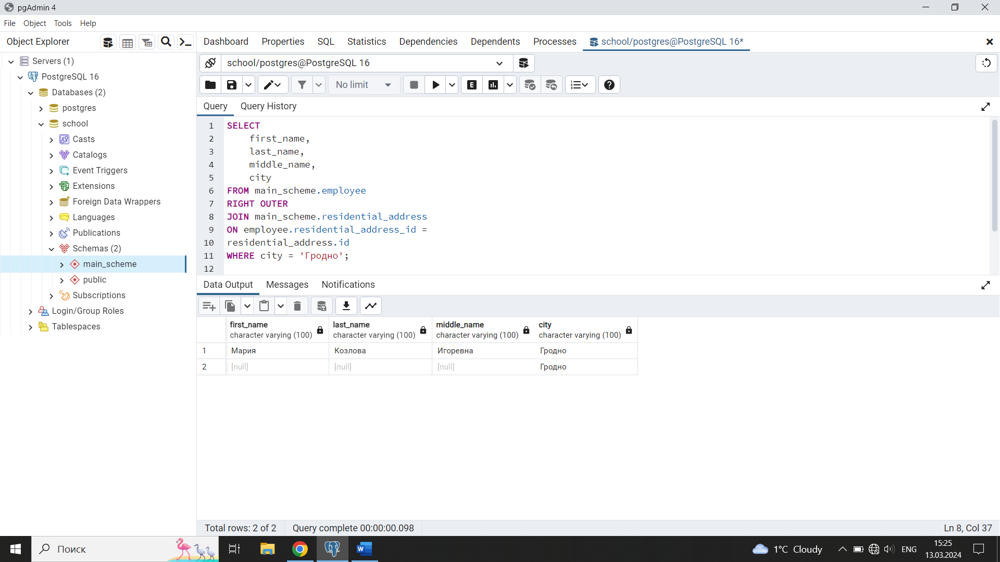 pgAdmin 4
File Object Tools Help
Object Explorer
Dashboard Properties SQL Statistics Dependencies Dependents Processes school/postgres@PostgreSQL 16*
Servers (1)
PostgreSQL 16
Databases (2)
postgres
school
Casts
Catalogs
Event Triggers
Extensions
Foreign Data Wrappers
Languages
Publications
Schemas (2)
main_scheme
public
Subscriptions
Login/Group Roles
Tablespaces
school/postgres@PostgreSQL 16
No limit
E
Query Query History
1 SELECT
2 first_name,
3 last_name,
4 middle_name,
5 city
6 FROM main_scheme.employee
7 RIGHT OUTER
8 JOIN main_scheme.residential_address
9 ON employee.residential_address_id =
10 residential_address.id
11 WHERE city = 'Гродно';
12
Data Output Messages Notifications
first_name last_name middle_name city
character varying (100) character varying (100) character varying (100) character varying (100)
1 Мария Козлова Игоревна Гродно
2 [null] [null] [null] Гродно
Total rows: 2 of 2 Query complete 00:00:00.098 Ln 8, Col 37
Поиск
1°C Cloudy
ENG
15:25
13.03.2024